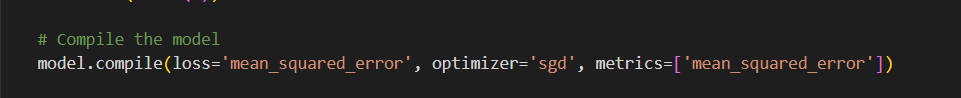 # Compile the model
model.compile(loss='mean_squared_error', optimizer='sgd', metrics=['mean_squared_error'])